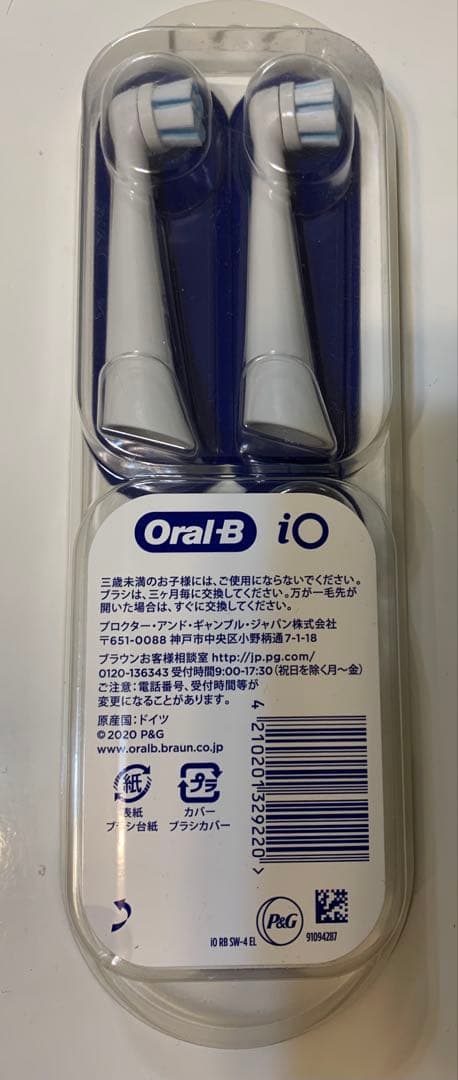 Oral-B iO
三歳未満のお子様には、ご使用にならないでください。
ブラシは、三ヶ月毎に交換してください。万が一毛先が
開いた場合は、すぐに交換してください。
プロクター・アンド・ギャンブル・ジャパン株式会社
〒651-0088 神戸市中央区小野柄通7-1-18
ブラウンお客様相談室 http://jp.pg.com/
0120-136343 受付時間9:00-17:30(祝日を除く月〜金)
ご注意:電話番号、受付時間等が
変更になることがあります。
原産国:ドイツ
©2020 P&G
www.oralb.braun.co.jp
紙
表紙
ブラシ台紙
プラ
カバー
ブラシカバー
4 210201 329220 >
P&G
iO RB SW-4 EL
91094287